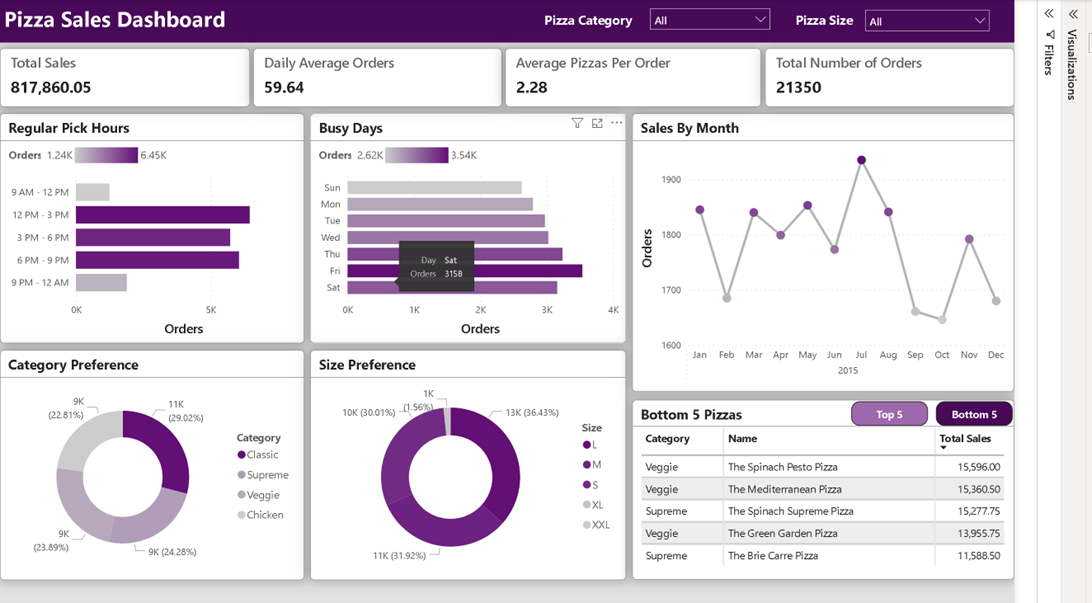 Pizza Sales Dashboard
Pizza Category All
Pizza Size All
Filters
Visualizations
Total Sales
817,860.05
Daily Average Orders
59.64
Average Pizzas Per Order
2.28
Total Number of Orders
21350
Regular Pick Hours
Orders 1.24K 6.45K
9 AM - 12 PM
12 PM - 3 PM
3 PM - 6 PM
6 PM - 9 PM
9 PM - 12 AM
0K 5K
Orders
Busy Days
Orders 2.62K 3.54K
Sun
Mon
Tue
Wed
Thu
Fri
Sat
Day Sat
Orders 3158
0K 1K 2K 3K 4K
Orders
Sales By Month
Orders
1900
1800
1700
1600
Jan Feb Mar Apr May Jun Jul Aug Sep Oct Nov Dec
2015
Category Preference
9K
(22.81%)
11K
(29.02%)
9K
(23.89%)
9K (24.28%)
Category
Classic
Supreme
Veggie
Chicken
Size Preference
1K
(1.56%)
10K (30.01%)
13K (36.43%)
11K (31.92%)
Size
L
M
S
XL
XXL
Bottom 5 Pizzas
Top 5
Bottom 5
Category Name Total Sales
Veggie The Spinach Pesto Pizza 15,596.00
Veggie The Mediterranean Pizza 15,360.50
Supreme The Spinach Supreme Pizza 15,277.75
Veggie The Green Garden Pizza 13,955.75
Supreme The Brie Carre Pizza 11,588.50